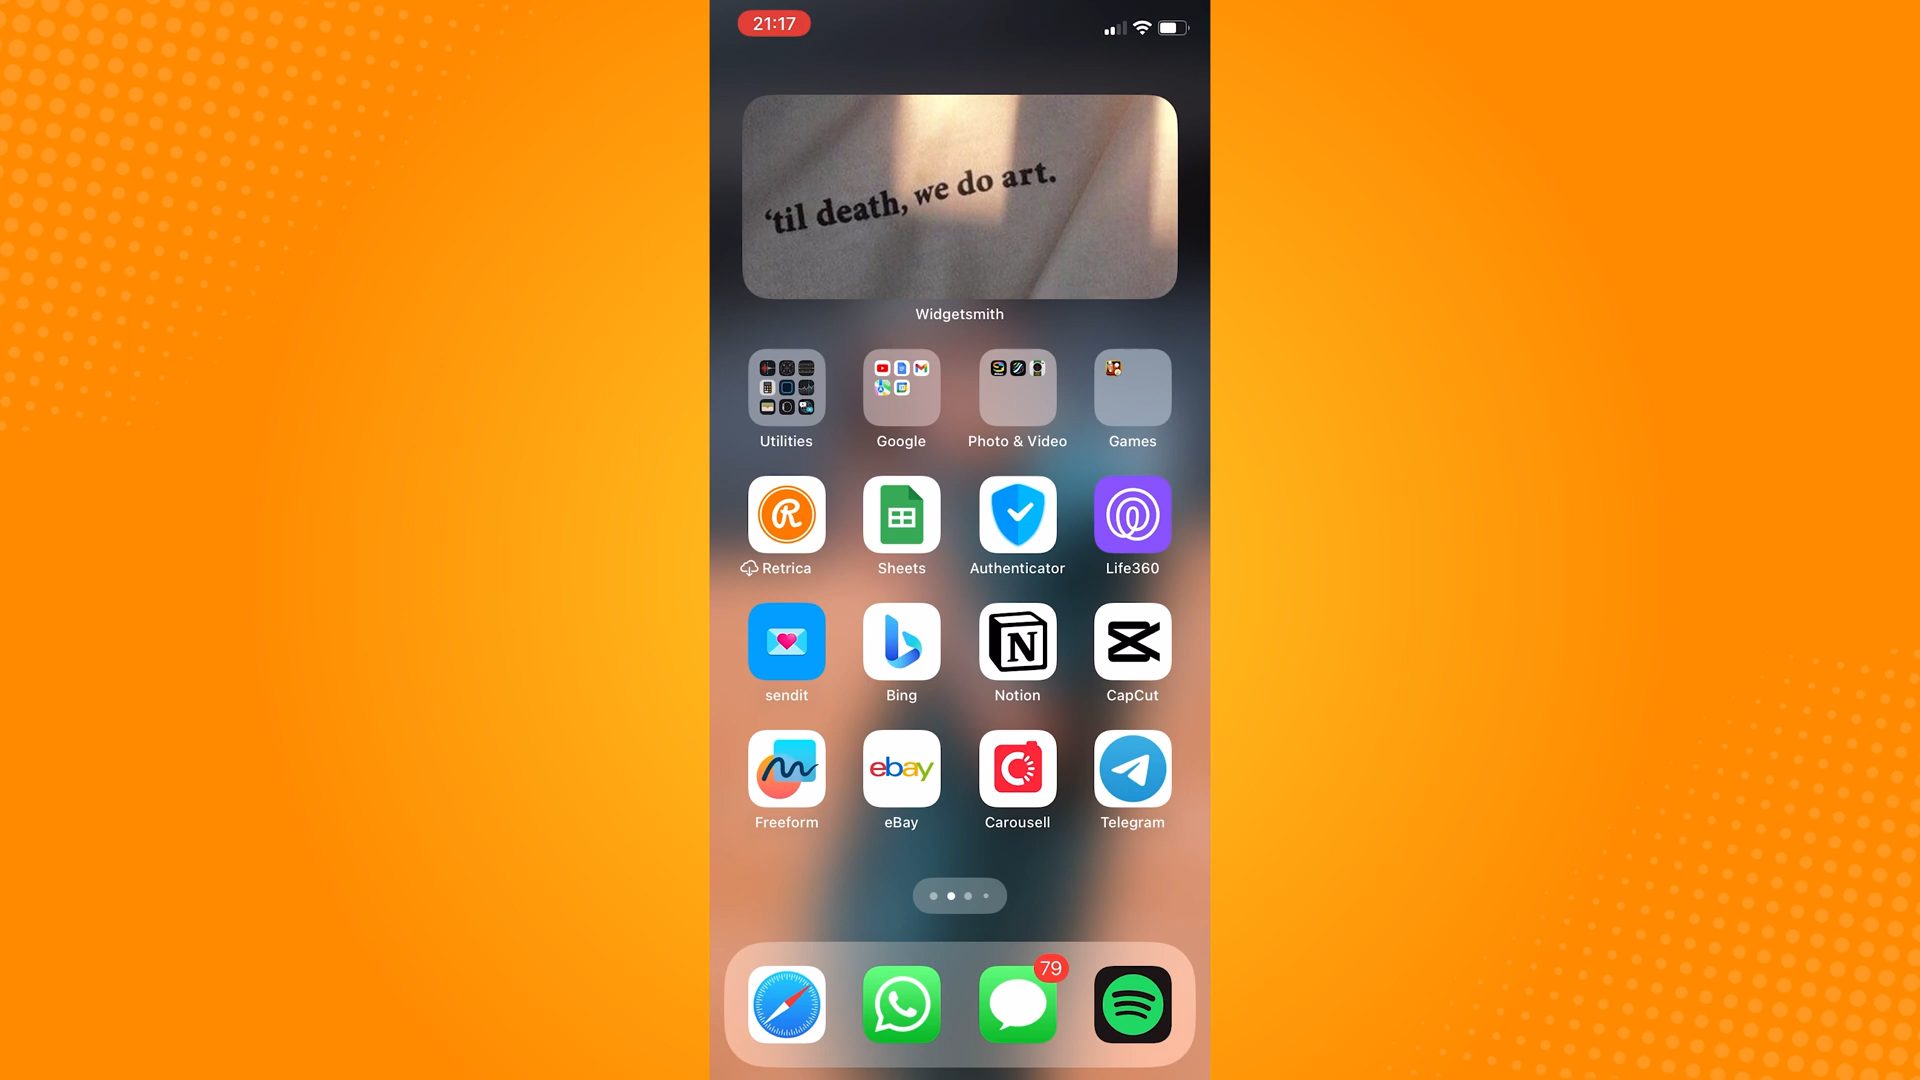 21:17
‘til death, we do art.
Widgetsmith
Utilities
Google
Photo & Video
Games
Retrica
Sheets
Authenticator
Life360
sendit
Bing
Notion
CapCut
ebay
Freeform
eBay
Carousell
Telegram
79